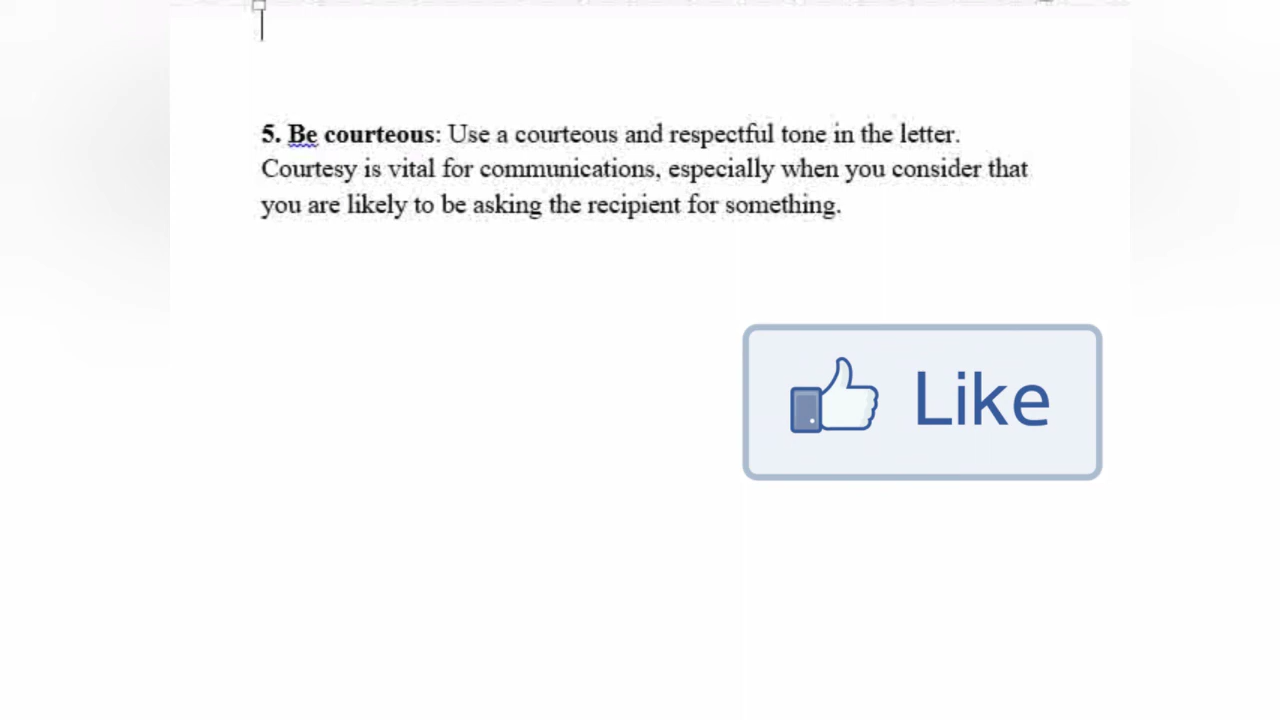 5. Be courteous: Use a courteous and respectful tone in the letter.
Courtesy is vital for communications, especially when you consider that
you are likely to be asking the recipient for something.
Like